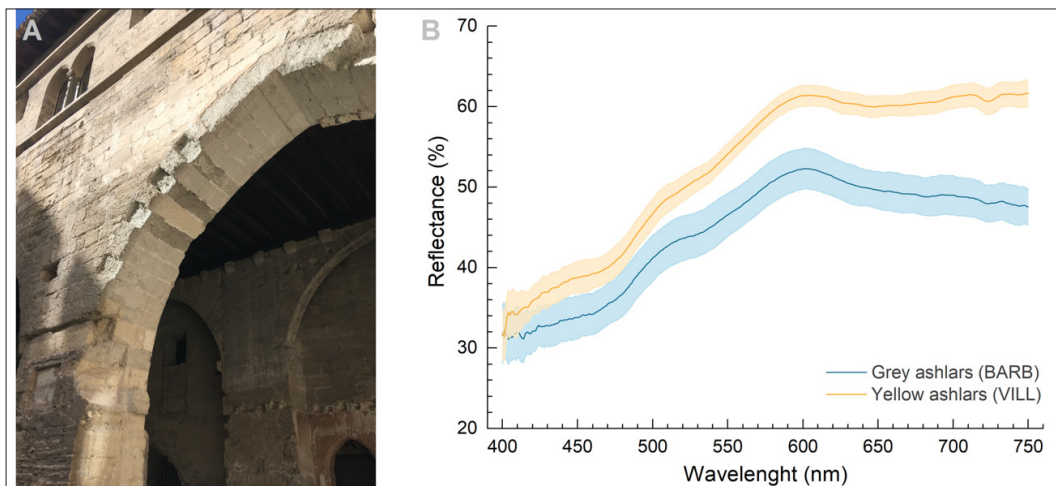 A
B
70
60
50
40
30
20
Reflectance (%)
Grey ashlars (BARB)
Yellow ashlars (VILL)
400 450 500 550 600 650 700 750
Wavelenght (nm)